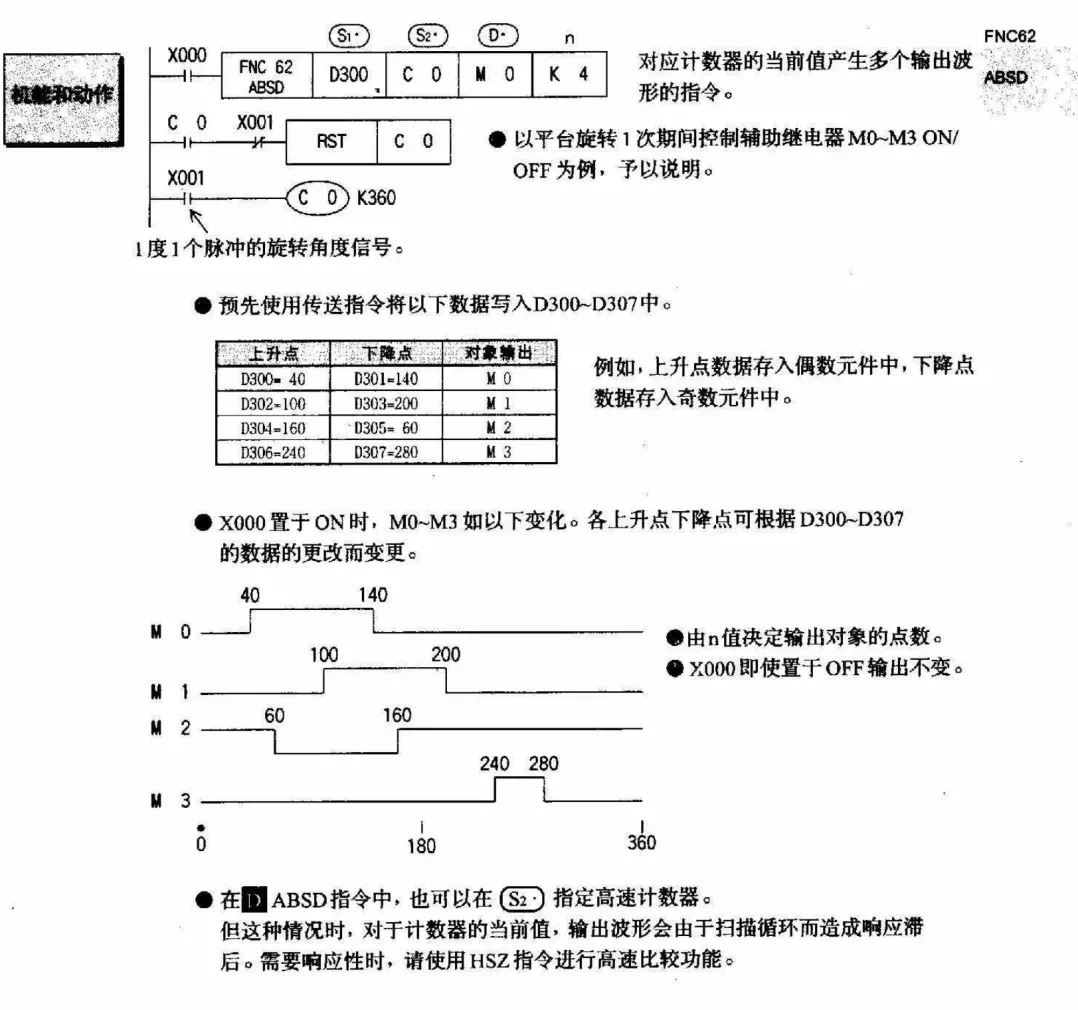 S1· S2· D· n
FNC62
ABSD
机能和动作
X000
FNC 62
ABSD
D300
C 0
M 0
K 4
对应计数器的当前值产生多个输出波
形的指令。
C 0 X001
RST
C 0
● 以平台旋转1次期间控制辅助继电器M0~M3 ON/
OFF为例，予以说明。
X001
C 0 K360
1度1个脉冲的旋转角度信号。
● 预先使用传送指令将以下数据写入D300~D307中。
上升点 下降点 对象输出
D300= 40 D301=140 M 0
D302=100 D303=200 M 1
D304=160 D305= 60 M 2
D306=240 D307=280 M 3
例如，上升点数据存入偶数元件中，下降点
数据存入奇数元件中。
● X000置于ON时，M0~M3如以下变化。各上升点下降点可根据D300~D307
的数据的更改而变更。
40 140
M 0
100 200
M 1
60 160
M 2
240 280
M 3
0 180 360
●由n值决定输出对象的点数。
● X000即使置于OFF输出不变。
● 在D ABSD指令中，也可以在 S2· 指定高速计数器。
但这种情况时，对于计数器的当前值，输出波形会由于扫描循环而造成响应滞
后。需要响应性时，请使用HSZ指令进行高速比较功能。